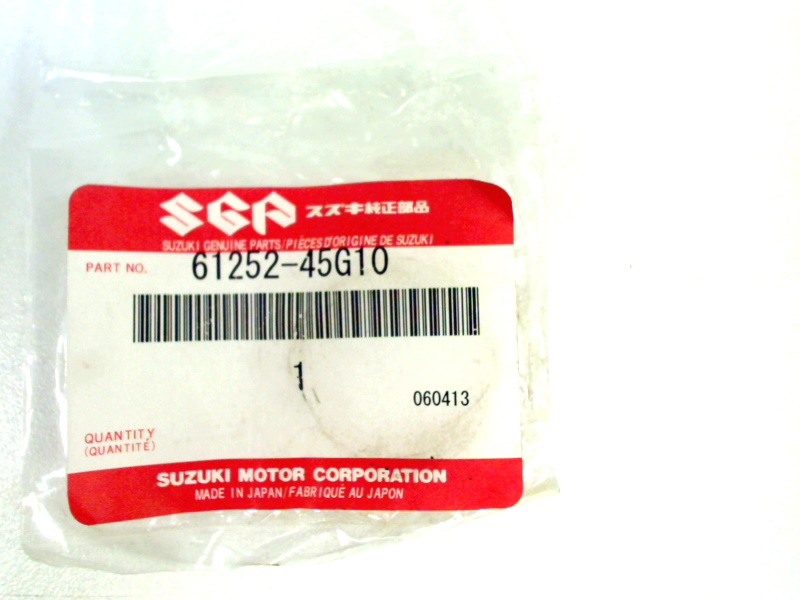 SGP スズキ純正部品
SUZUKI GENUINE PARTS/PIÈCES D'ORIGINE DE SUZUKI
PART NO. 61252-45G10
1
060413
QUANTITY
(QUANTITÉ)
SUZUKI MOTOR CORPORATION
MADE IN JAPAN/FABRIQUÉ AU JAPON